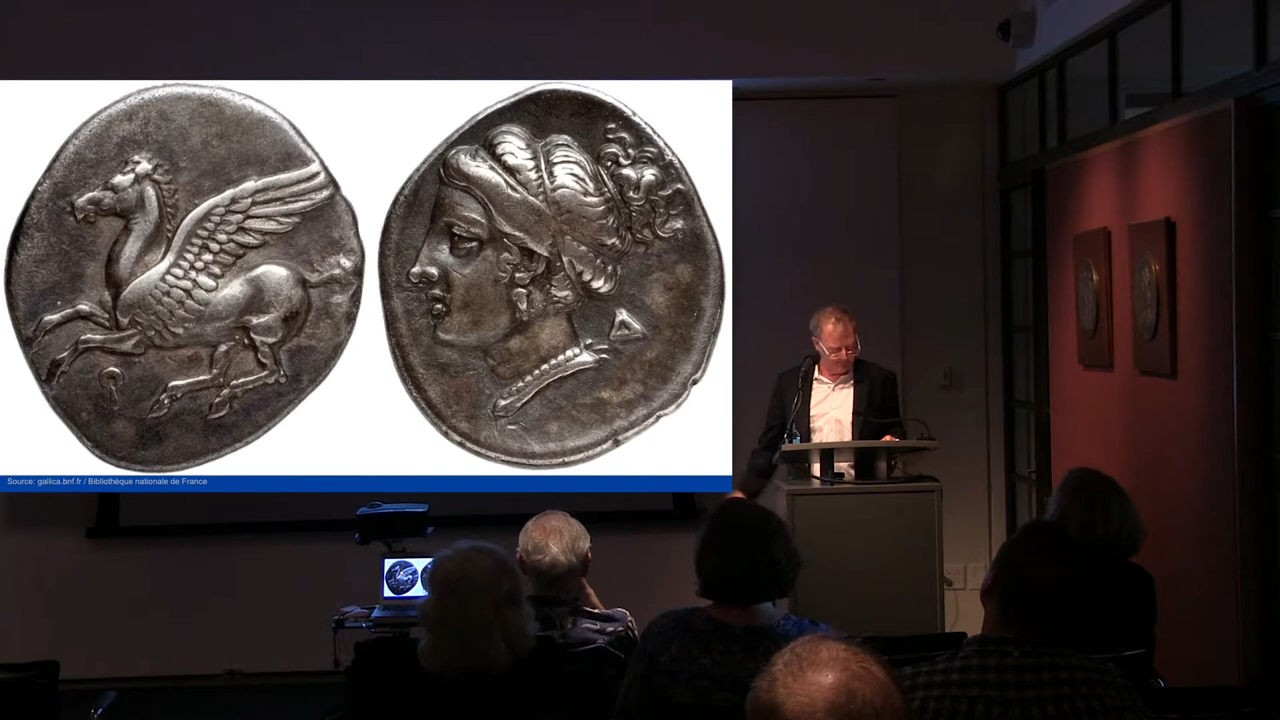 Source: gallica.bnf.fr / Bibliothèque nationale de France
Ϙ
Δ